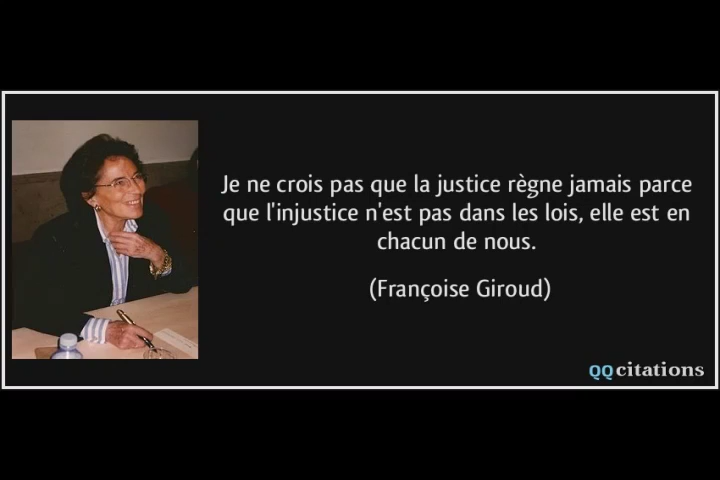 Je ne crois pas que la justice règne jamais parce
que l'injustice n'est pas dans les lois, elle est en
chacun de nous.
(Françoise Giroud)
QQcitations